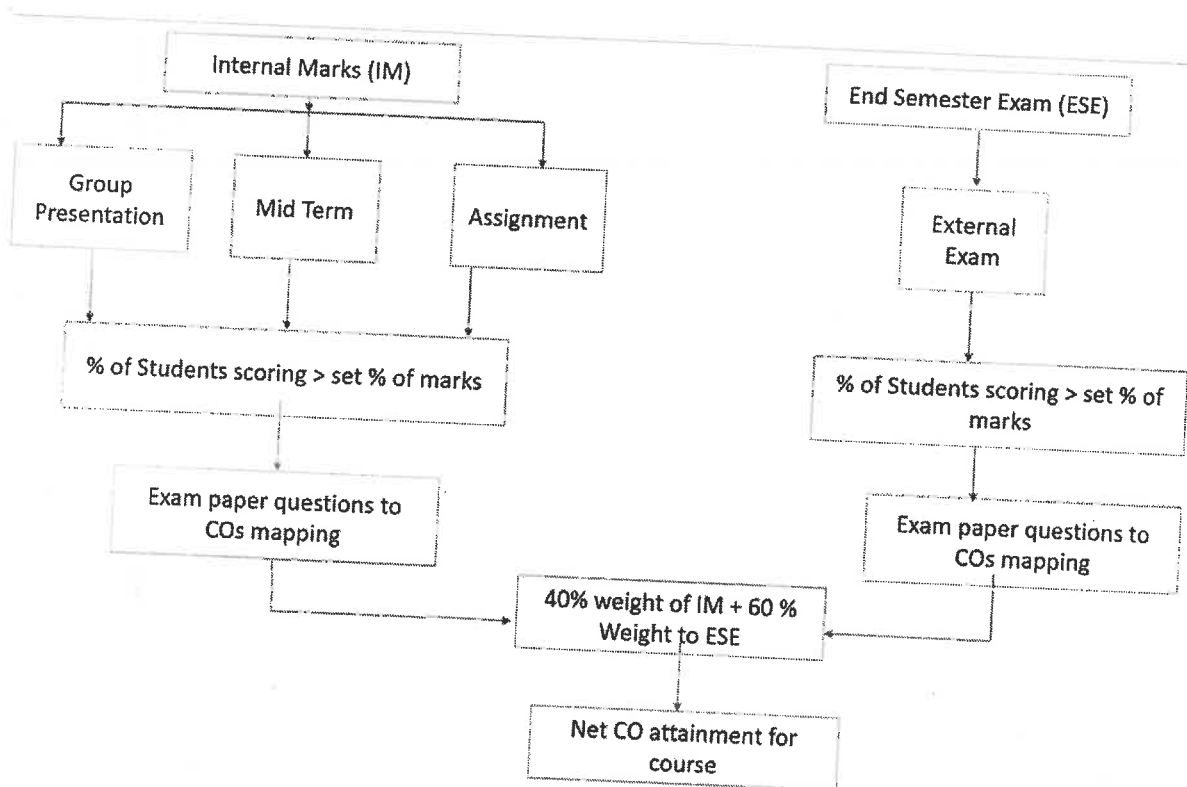 Internal Marks (IM)
End Semester Exam (ESE)
Group
Presentation
Mid Term
Assignment
External
Exam
% of Students scoring > set % of marks
% of Students scoring > set % of
marks
Exam paper questions to
COs mapping
Exam paper questions to
COs mapping
40% weight of IM + 60 %
Weight to ESE
Net CO attainment for
course